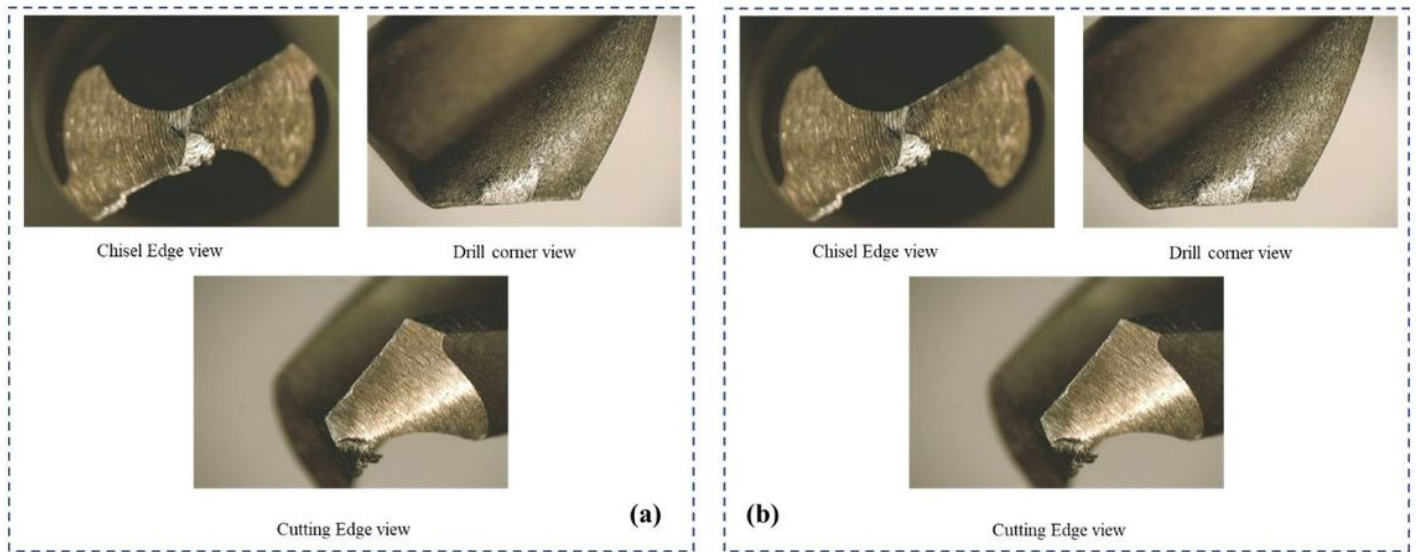 Chisel Edge view
Drill corner view
Cutting Edge view
(a)
Chisel Edge view
Drill corner view
Cutting Edge view
(b)